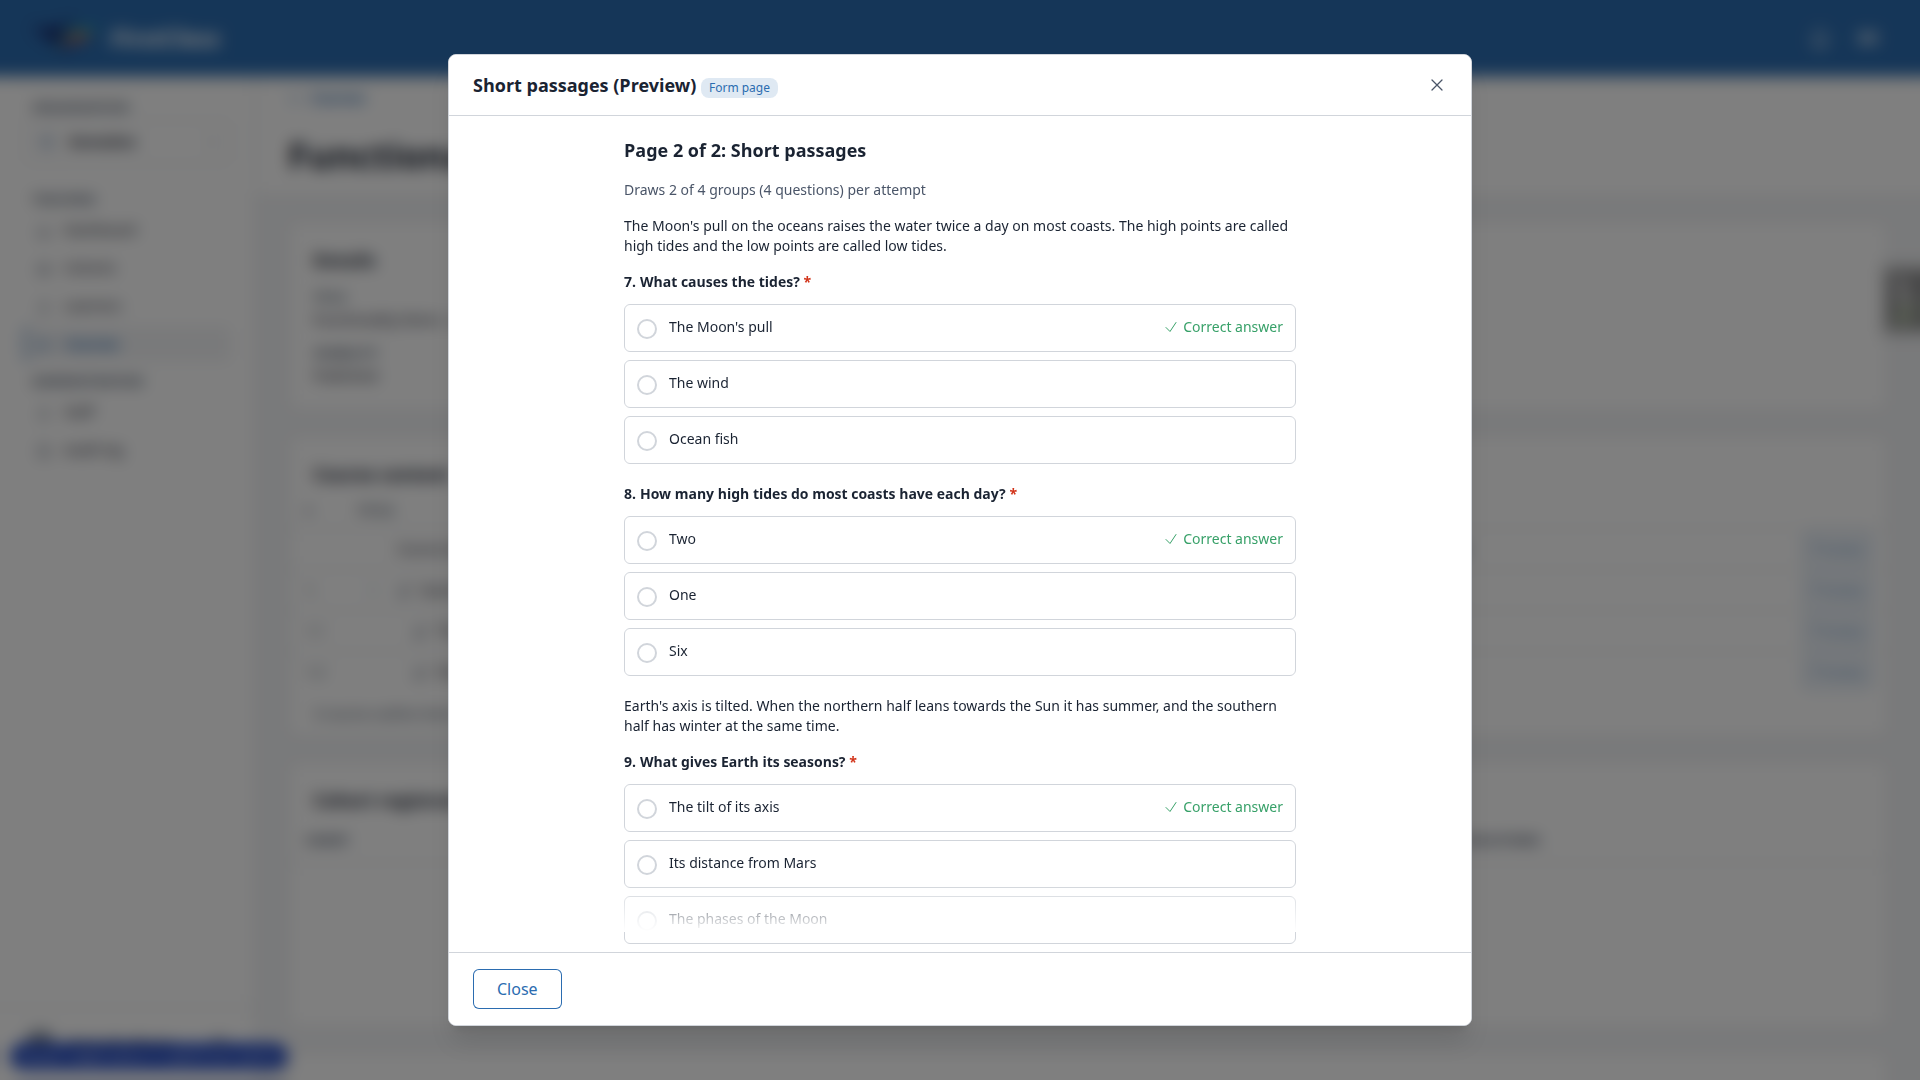 Short passages (Preview) Form page
Page 2 of 2: Short passages
Draws 2 of 4 groups (4 questions) per attempt
The Moon's pull on the oceans raises the water twice a day on most coasts. The high points are called
high tides and the low points are called low tides.
7. What causes the tides? *
The Moon's pull
Correct answer
The wind
Ocean fish
8. How many high tides do most coasts have each day? *
Two
Correct answer
One
Six
Earth's axis is tilted. When the northern half leans towards the Sun it has summer, and the southern
half has winter at the same time.
9. What gives Earth its seasons? *
The tilt of its axis
Correct answer
Its distance from Mars
The phases of the Moon
Close